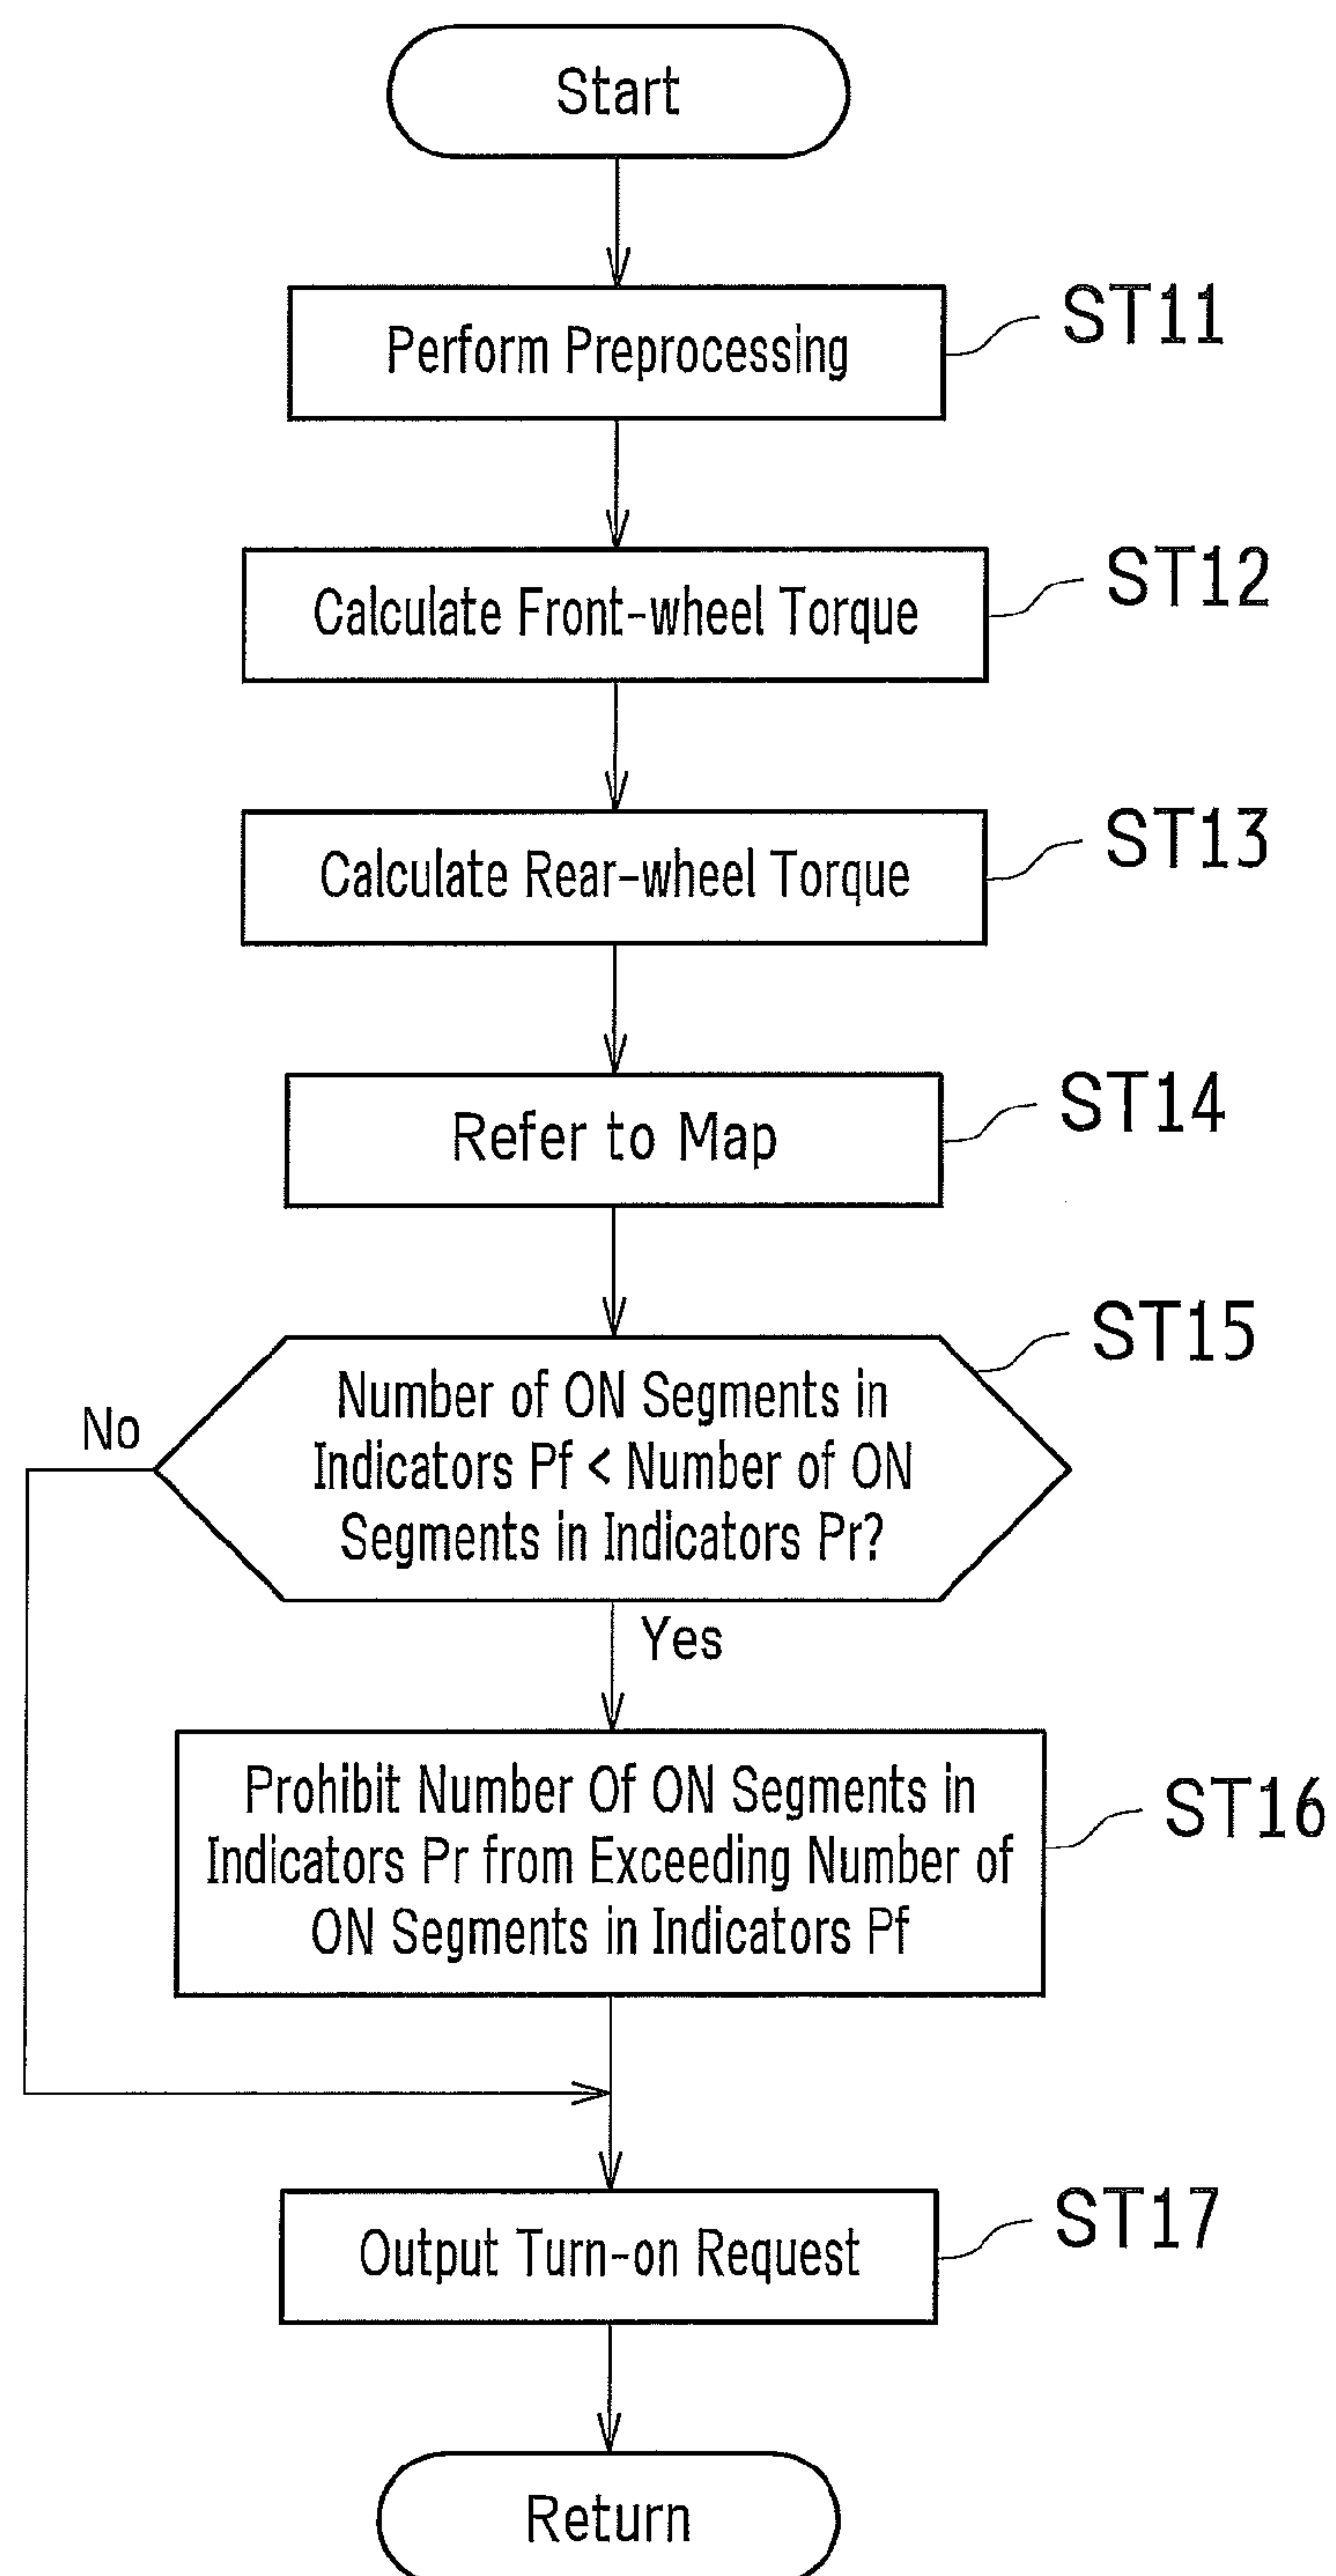 Start
Perform Preprocessing
ST11
Calculate Front-wheel Torque
ST12
Calculate Rear-wheel Torque
ST13
Refer to Map
ST14
ST15
No
Number of ON Segments in
Indicators Pf < Number of ON
Segments in Indicators Pr?
Yes
Prohibit Number Of ON Segments in
Indicators Pr from Exceeding Number of
ON Segments in Indicators Pf
ST16
Output Turn-on Request
ST17
Return